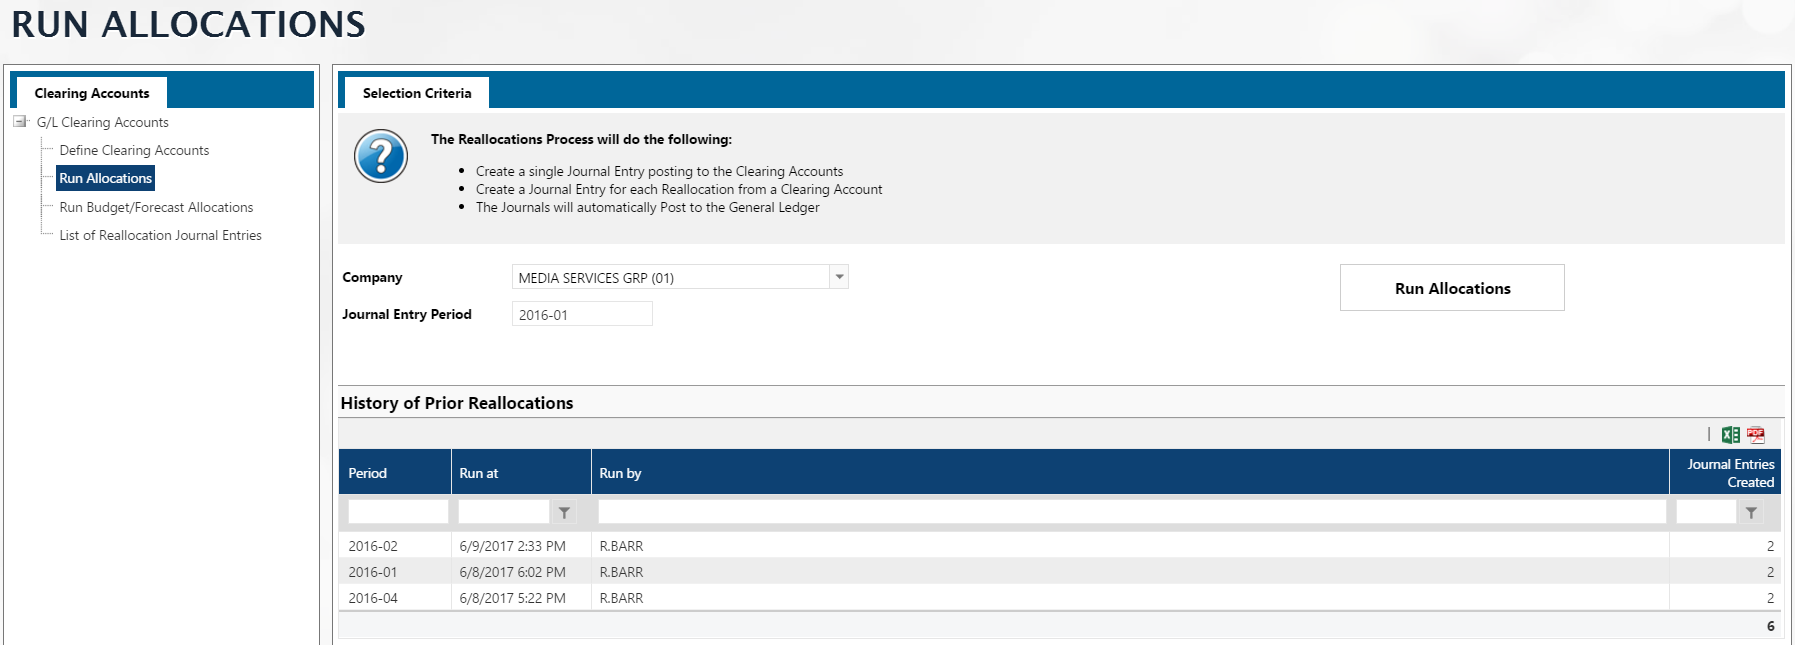 RUN ALLOCATIONS
Clearing Accounts
G/L Clearing Accounts
Define Clearing Accounts
Run Allocations
Run Budget/Forecast Allocations
List of Reallocation Journal Entries
Selection Criteria
?
The Reallocations Process will do the following:
• Create a single Journal Entry posting to the Clearing Accounts
• Create a Journal Entry for each Reallocation from a Clearing Account
• The Journals will automatically Post to the General Ledger
Company MEDIA SERVICES GRP (01)
Run Allocations
Journal Entry Period 2016-01
History of Prior Reallocations
PDF
Period Run at Run by Journal Entries
Created
2016-02 6/9/2017 2:33 PM R.BARR 2
2016-01 6/8/2017 6:02 PM R.BARR 2
2016-04 6/8/2017 5:22 PM R.BARR 2
6